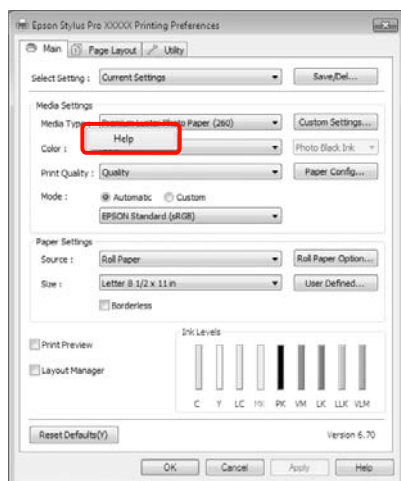 Epson Stylus Pro XXXXX Printing Preferences
Main Page Layout Utility
Select Setting : Current Settings Save/Del...
Media Settings
Media Type Photo Paper (260) Custom Settings...
Help
Color : Photo Black Ink
Print Quality : Quality Paper Config...
Mode : Automatic Custom
EPSON Standard (sRGB)
Paper Settings
Source : Roll Paper Roll Paper Option...
Size : Letter 8 1/2 x 11 in User Defined...
Borderless
Ink Levels
Print Preview
Layout Manager
C Y LC MK PK VM LK LLK VLM
Reset Defaults(Y) Version 6.70
OK Cancel Apply Help